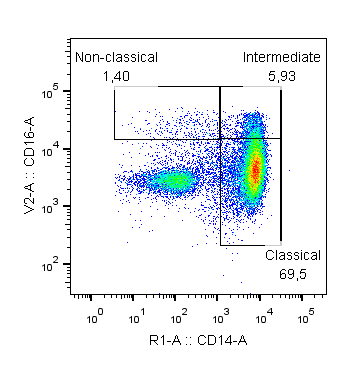 Non-classical Intermediate
1,40 5,93
10^5
10^4
10^3
10^2
V2-A :: CD16-A
Classical
69,5
10^0 10^1 10^2 10^3 10^4 10^5
R1-A :: CD14-A